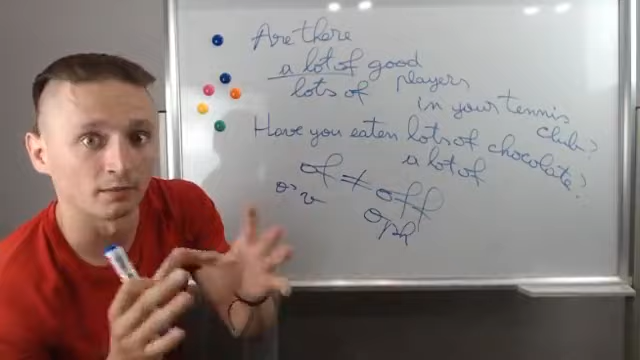 Are there
a lot of good
lots of players
in your tennis
club?
Have you eaten lots of chocolate?
a lot of
of ≠ off